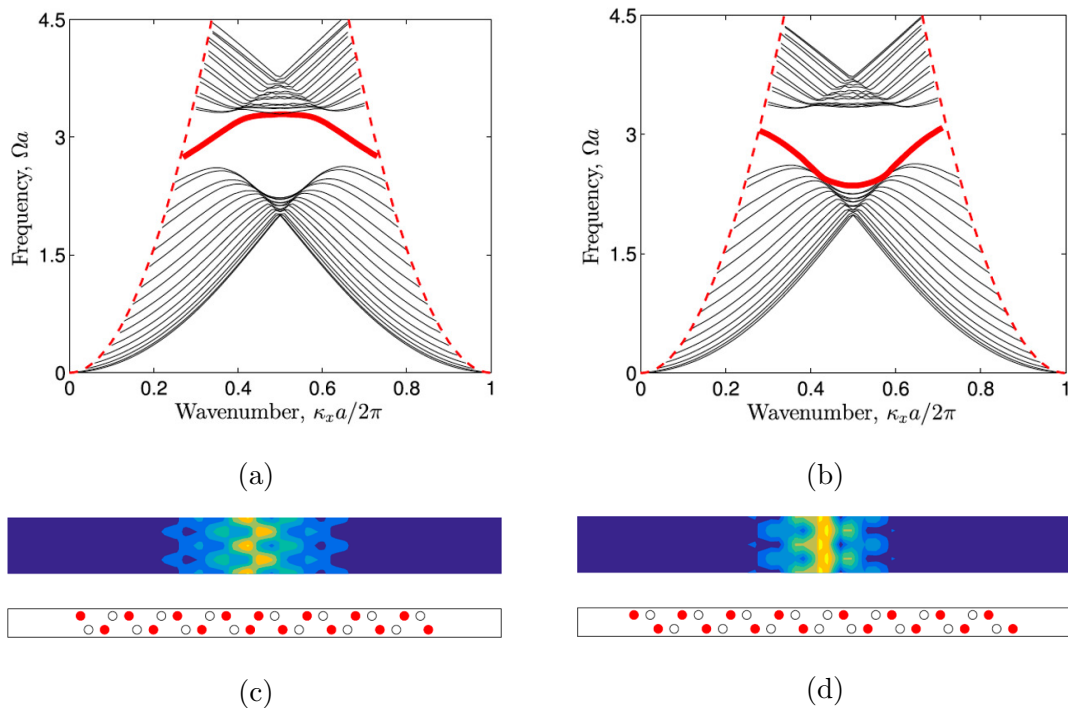 4.5
3
1.5
0
Frequency, Ωa
0 0.2 0.4 0.6 0.8 1
Wavenumber, κₓa/2π
(a)
4.5
3
1.5
0
Frequency, Ωa
0 0.2 0.4 0.6 0.8 1
Wavenumber, κₓa/2π
(b)
(c)
(d)